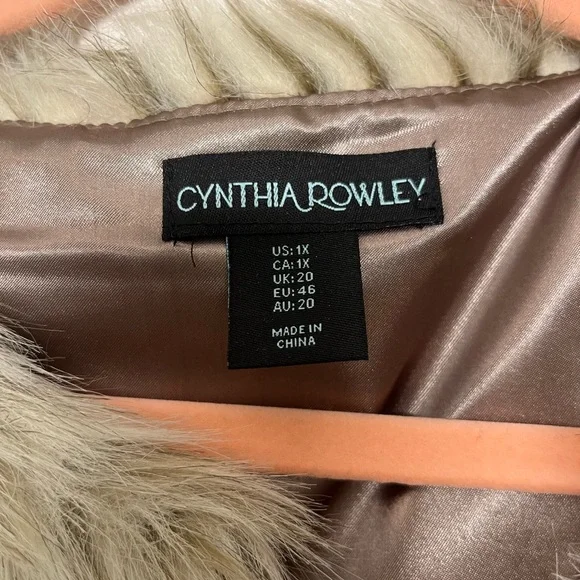 CYNTHIA ROWLEY
US: 1X
CA: 1X
UK: 20
EU: 46
AU: 20
MADE IN
CHINA